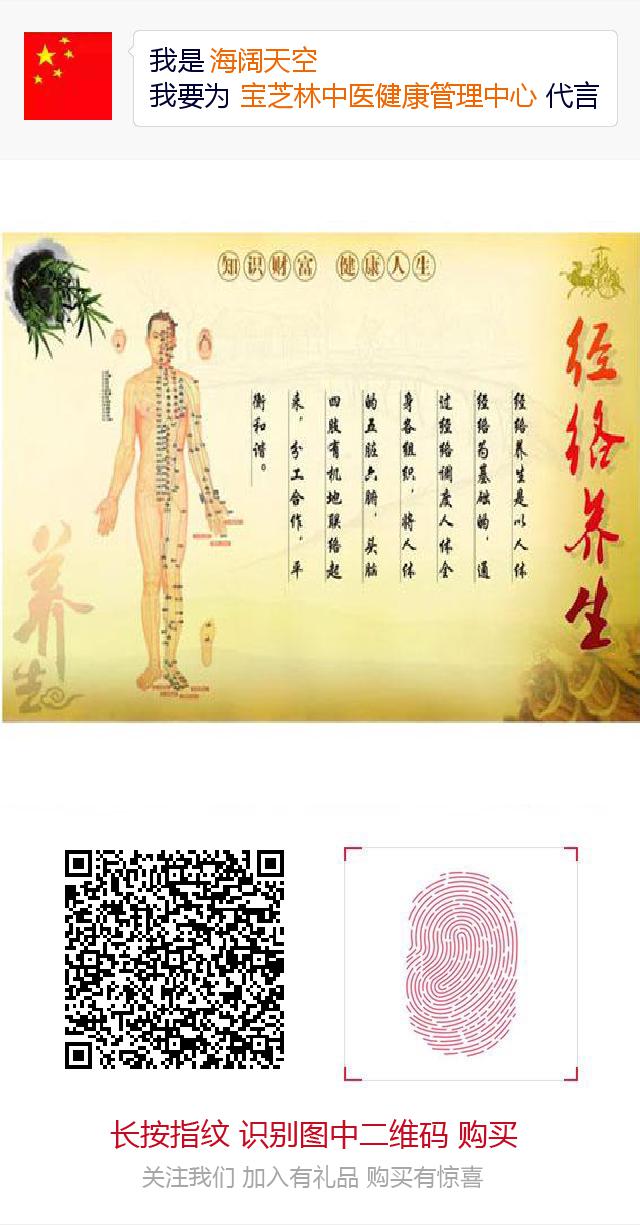 我是 海阔天空
我要为 宝芝林中医健康管理中心 代言
知识财富 健康人生
经络养生
经络养生是以人体
经络为基础的，通
过经络调度人体全
身各组织，将人体
的五脏六腑，头脑
四肢有机地联络起
来，分工合作，平
衡和谐。
养生
长按指纹 识别图中二维码 购买
关注我们 加入有礼品 购买有惊喜